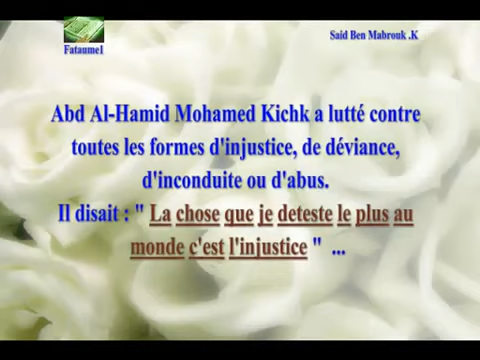 Fataume1
Said Ben Mabrouk .K
Abd Al-Hamid Mohamed Kichk a lutté contre
toutes les formes d'injustice, de déviance,
d'inconduite ou d'abus.
Il disait : " La chose que je deteste le plus au
monde c'est l'injustice " ...